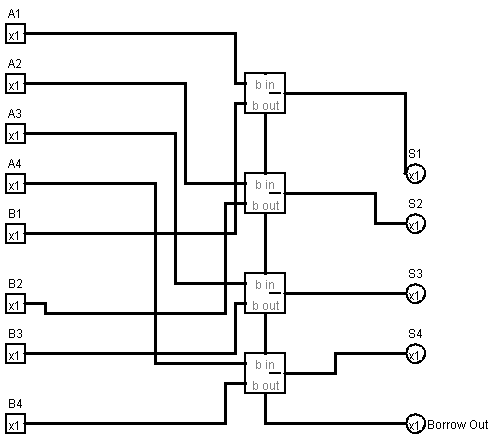 A1
x1
A2
x1
b in
b out
A3
x1
S1
x1
A4
x1
b in
b out
S2
x1
B1
x1
B2
x1
b in
b out
S3
x1
B3
x1
S4
x1
b in
b out
B4
x1
x1 Borrow Out